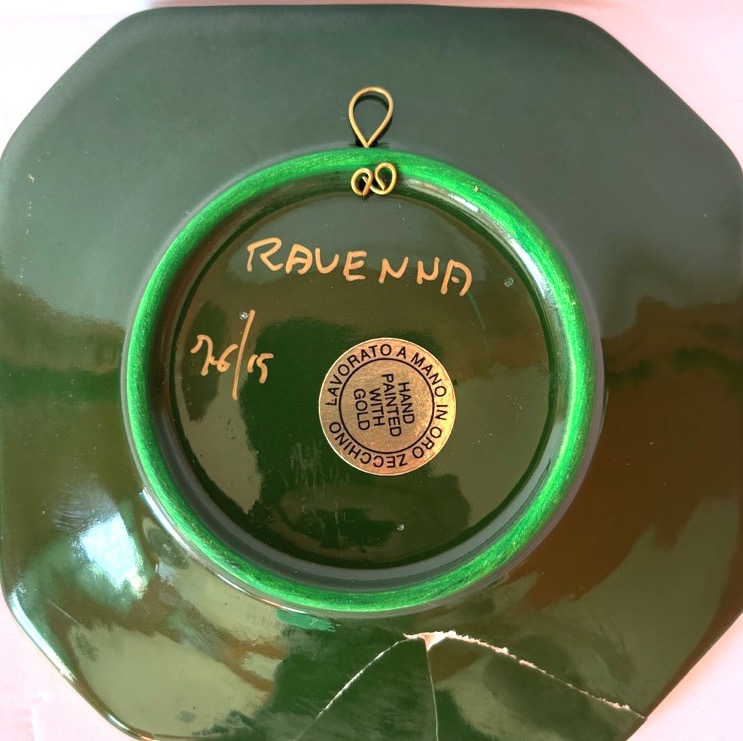 RAVENNA
76/15
LAVORATO A MANO IN ORO ZECCHINO
HAND
PAINTED
WITH
GOLD